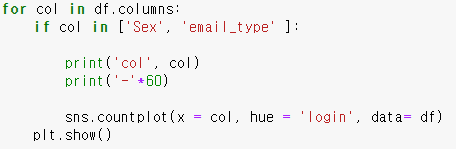 for col in df.columns:
    if col in ['Sex', 'email_type' ]:
        print('col', col)
        print('-'*60)
        sns.countplot(x = col, hue = 'login', data= df)
    plt.show()